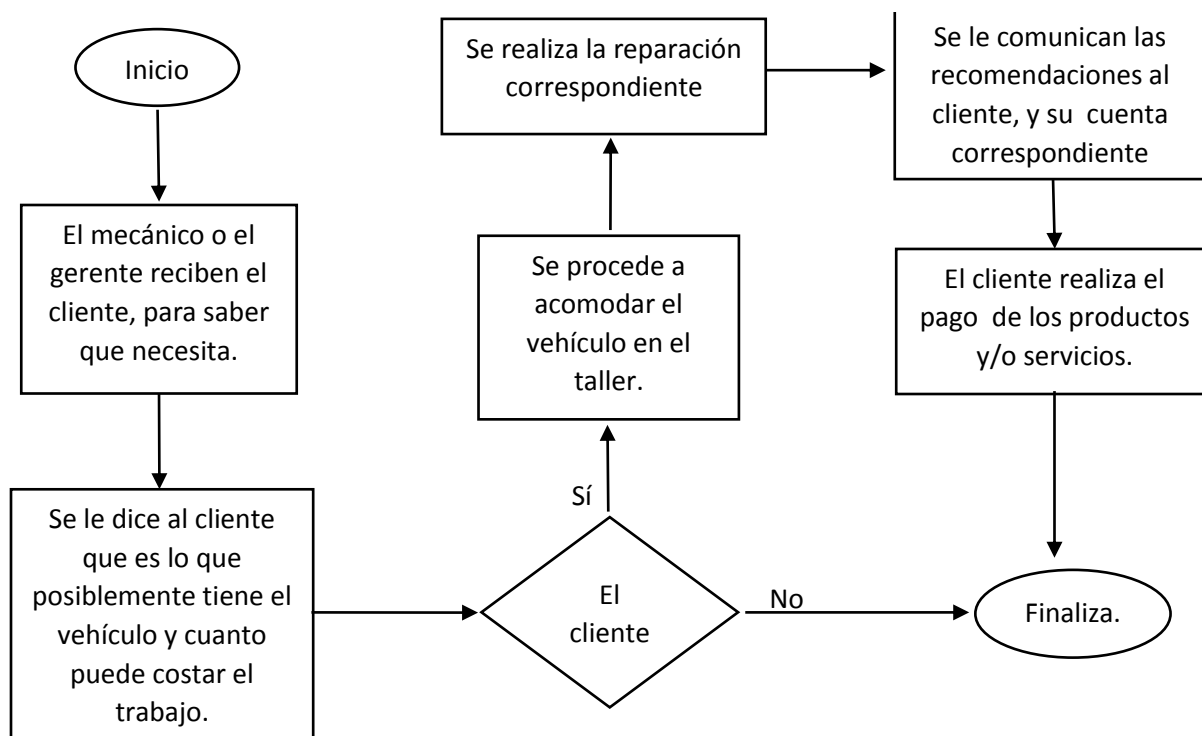 Inicio
El mecánico o el
gerente reciben el
cliente, para saber
que necesita.
Se le dice al cliente
que es lo que
posiblemente tiene el
vehículo y cuanto
puede costar el
trabajo.
El
cliente
Sí
No
Se procede a
acomodar el
vehículo en el
taller.
Se realiza la reparación
correspondiente
Se le comunican las
recomendaciones al
cliente, y su cuenta
correspondiente
El cliente realiza el
pago de los productos
y/o servicios.
Finaliza.